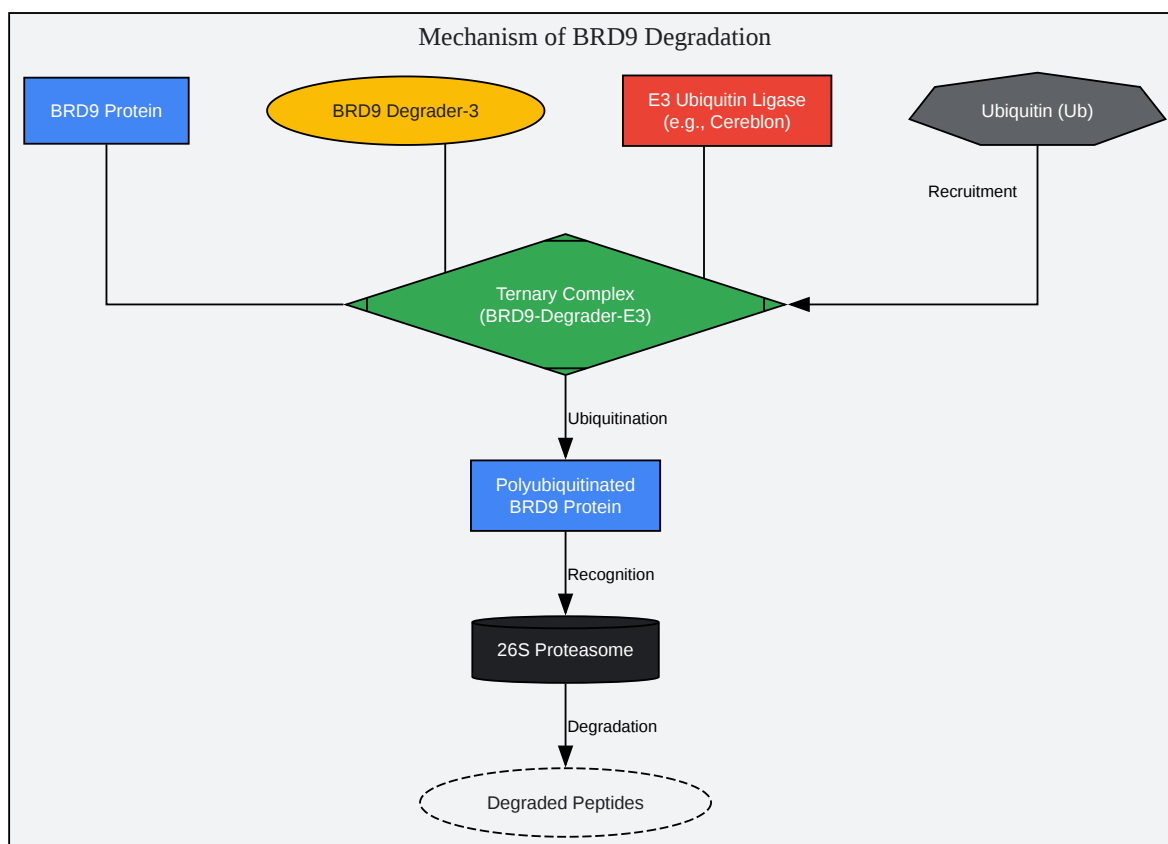 Mechanism of BRD9 Degradation
BRD9 Protein
BRD9 Degrader-3
E3 Ubiquitin Ligase
(e.g., Cereblon)
Ubiquitin (Ub)
Recruitment
Ternary Complex
(BRD9-Degrader-E3)
Ubiquitination
Polyubiquitinated
BRD9 Protein
Recognition
26S Proteasome
Degradation
Degraded Peptides